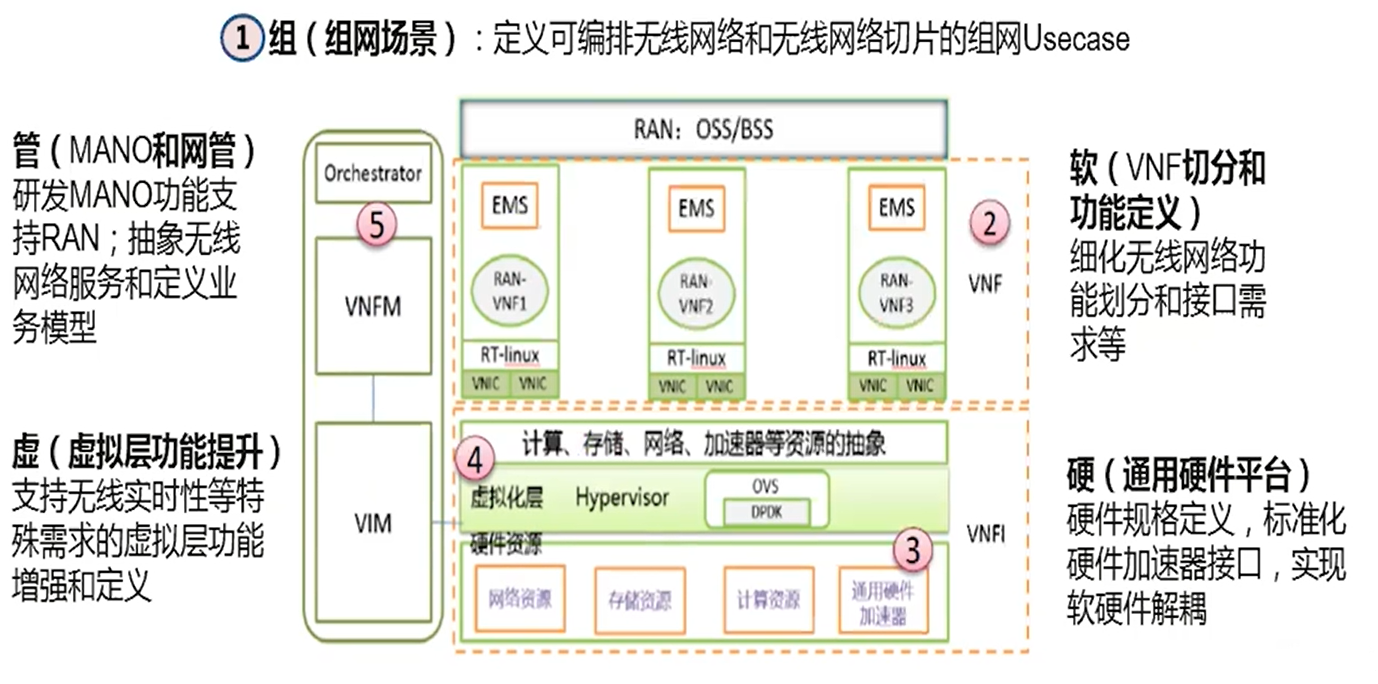 1 组（组网场景）：定义可编排无线网络和无线网络切片的组网Usecase
管（MANO和网管）
研发MANO功能支
持RAN；抽象无线
网络服务和定义业
务模型
虚（虚拟层功能提升）
支持无线实时性等特
殊需求的虚拟层功能
增强和定义
Orchestrator
5
VNFM
VIM
RAN：OSS/BSS
EMS EMS EMS
2
RAN- RAN- RAN-
VNF1 VNF2 VNF3
VNF
RT-linux RT-linux RT-linux
VNIC VNIC VNIC VNIC VNIC VNIC
计算、存储、网络、加速器等资源的抽象
4
虚拟化层 Hypervisor OVS
DPDK
VNFI
硬件资源
3
网络资源 存储资源 计算资源 通用硬件
加速器
软（VNF切分和
功能定义）
细化无线网络功
能划分和接口需
求等
硬（通用硬件平台）
硬件规格定义，标准化
硬件加速器接口，实现
软硬件解耦